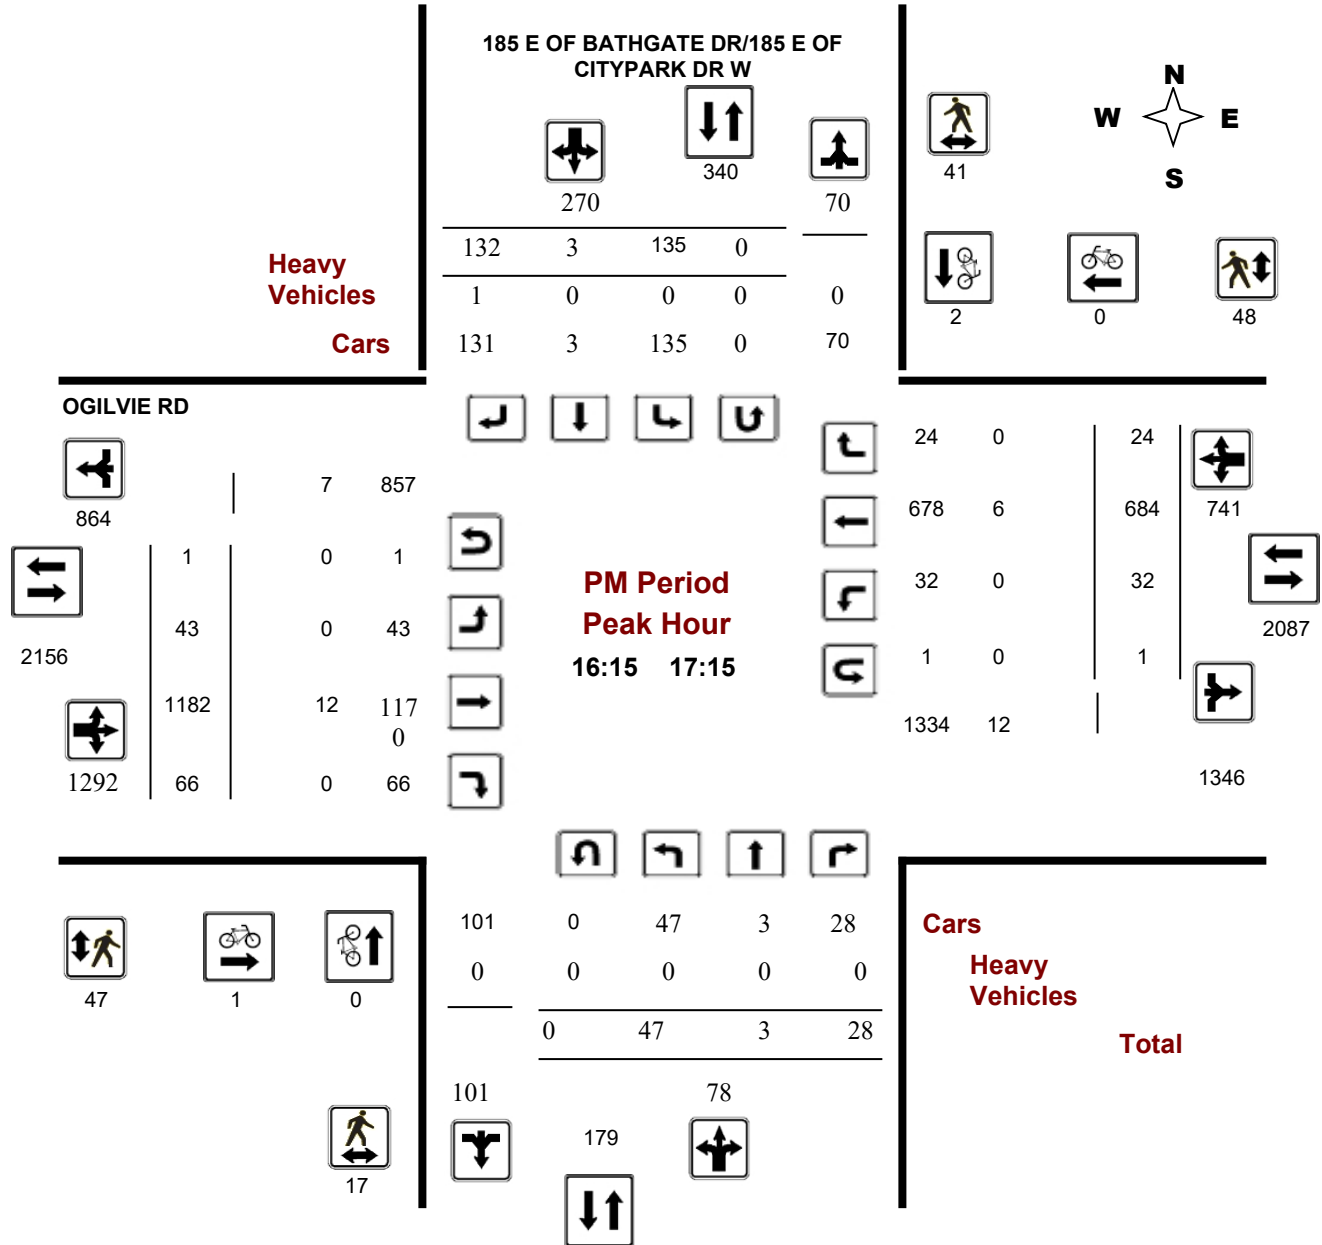 185 E OF BATHGATE DR/185 E OF
CITYPARK DR W
N
W E
S
340
41
270 70
132 3 135 0
Heavy
Vehicles
1 0 0 0 0
2 0 48
Cars
131 3 135 0 70
OGILVIE RD
24 0 24
7 857
864
678 6 684 741
1 0 1
PM Period
32 0 32
Peak Hour
43 0 43
2087
2156
16:15 17:15
1 0 1
1182 12 117
0
1334 12
1292 66 0 66
1346
101 0 47 3 28
Cars
0 0 0 0 0
Heavy
Vehicles
47 1 0
0 47 3 28
Total
101 78
179
17